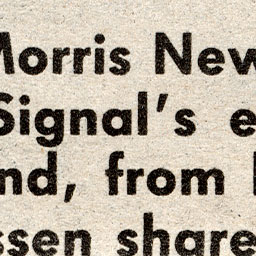 Morris New
Signal's e
nd, from
ssen share